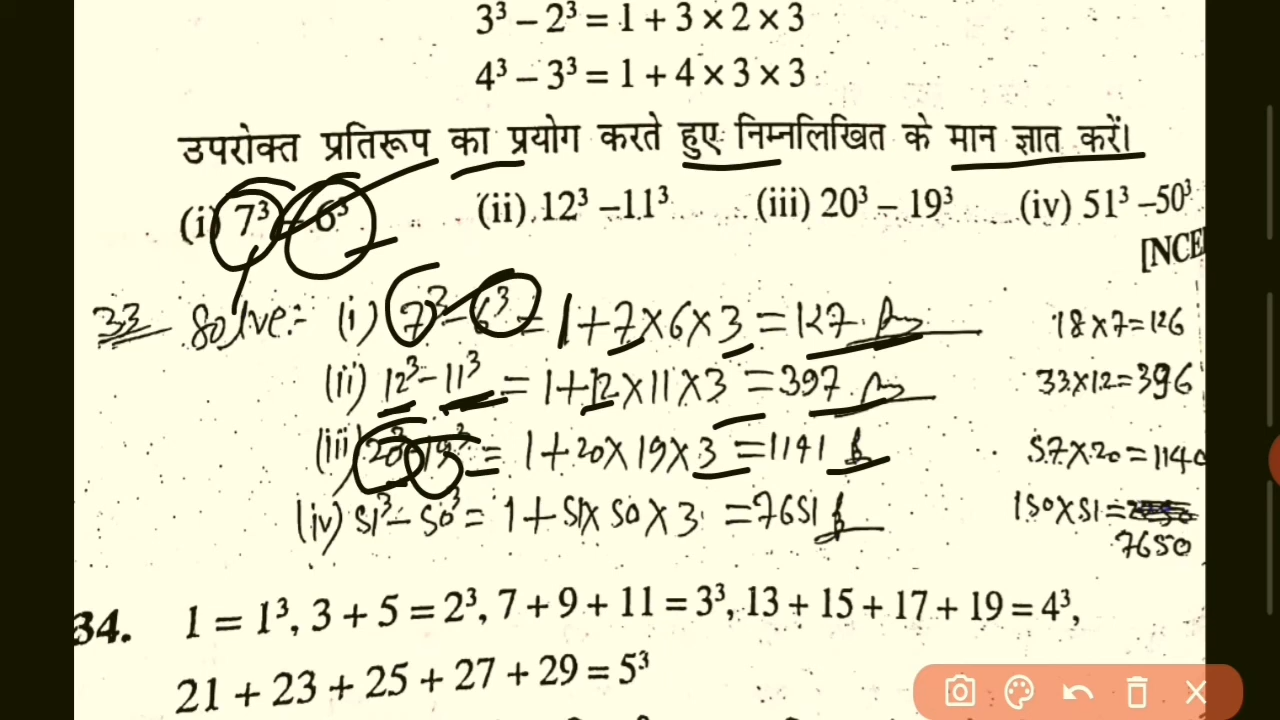 3³ – 2³ = 1 + 3 × 2 × 3
4³ – 3³ = 1 + 4 × 3 × 3
उपरोक्त प्रतिरूप का प्रयोग करते हुए निम्नलिखित के मान ज्ञात करें।
(i) 7³ – 6³ (ii) 12³ –11³ (iii) 20³ – 19³ (iv) 51³ –50³
[NCE
33 Solve:- (i) 7³-6³ = 1+7×6×3 = 127 Ans 18×7=126
(ii) 12³-11³ = 1+12×11×3 = 397 Ans 33×12=396
(iii) 20³-19³ = 1+20×19×3 = 1141 57×20=1140
(iv) 51³-50³ = 1+51×50×3 = 7651 150×51=
7650
34. 1 = 1³, 3 + 5 = 2³, 7 + 9 + 11 = 3³, 13 + 15 + 17 + 19 = 4³,
21 + 23 + 25 + 27 + 29 = 5³